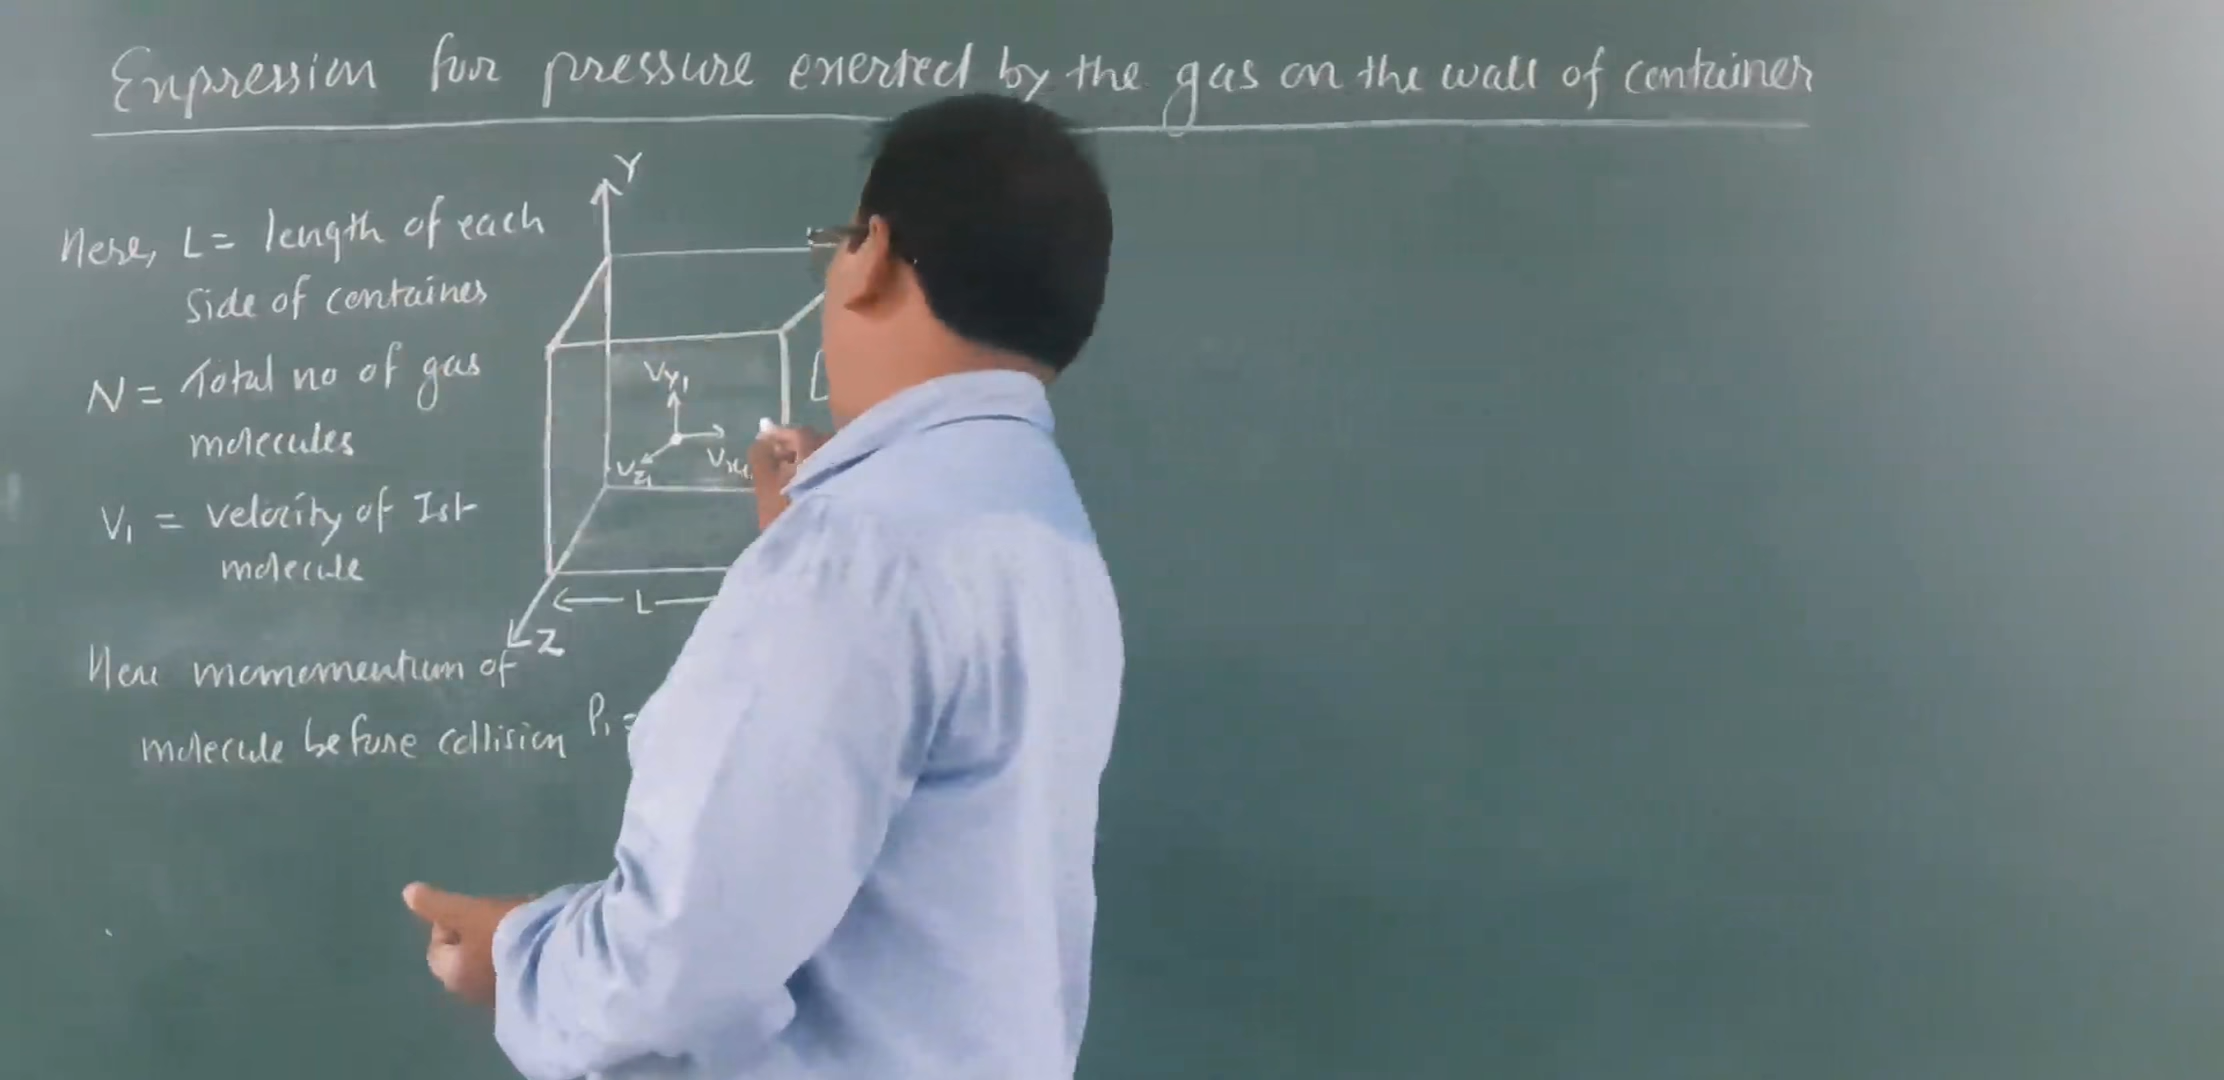 Expression for pressure exerted by the gas on the wall of container
Here, L = length of each
side of container
N = Total no of gas
molecules
V₁ = velocity of Ist
molecule
Here momementum of
molecule before collision P₁ =
Y
Vy₁
Vx₁
Vz₁
L
Z